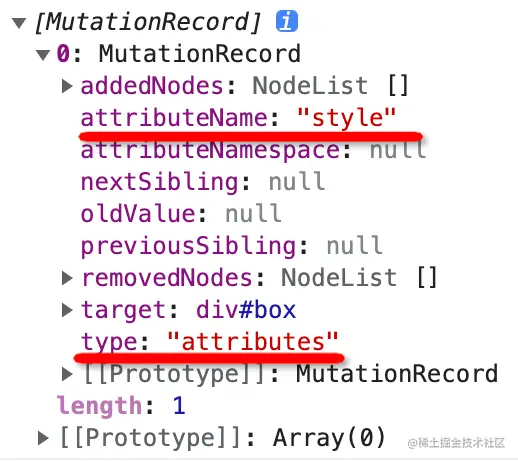 [MutationRecord] i
0: MutationRecord
addedNodes: NodeList []
attributeName: "style"
attributeNamespace: null
nextSibling: null
oldValue: null
previousSibling: null
removedNodes: NodeList []
target: div#box
type: "attributes"
[[Prototype]]: MutationRecord
length: 1
[[Prototype]]: Array(0)
@稀土掘金技术社区